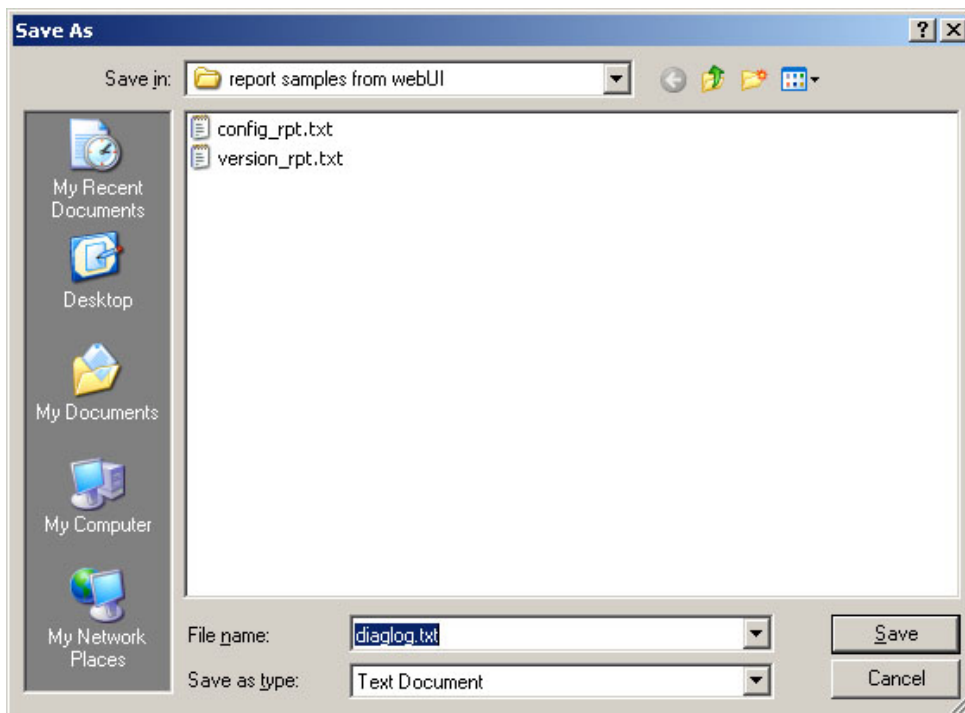 Save As
Save in:
report samples from webUI
config_rpt.txt
version_rpt.txt
My Recent
Documents
Desktop
My Documents
My Computer
My Network
Places
File name:
diaglog.txt
Save
Save as type:
Text Document
Cancel